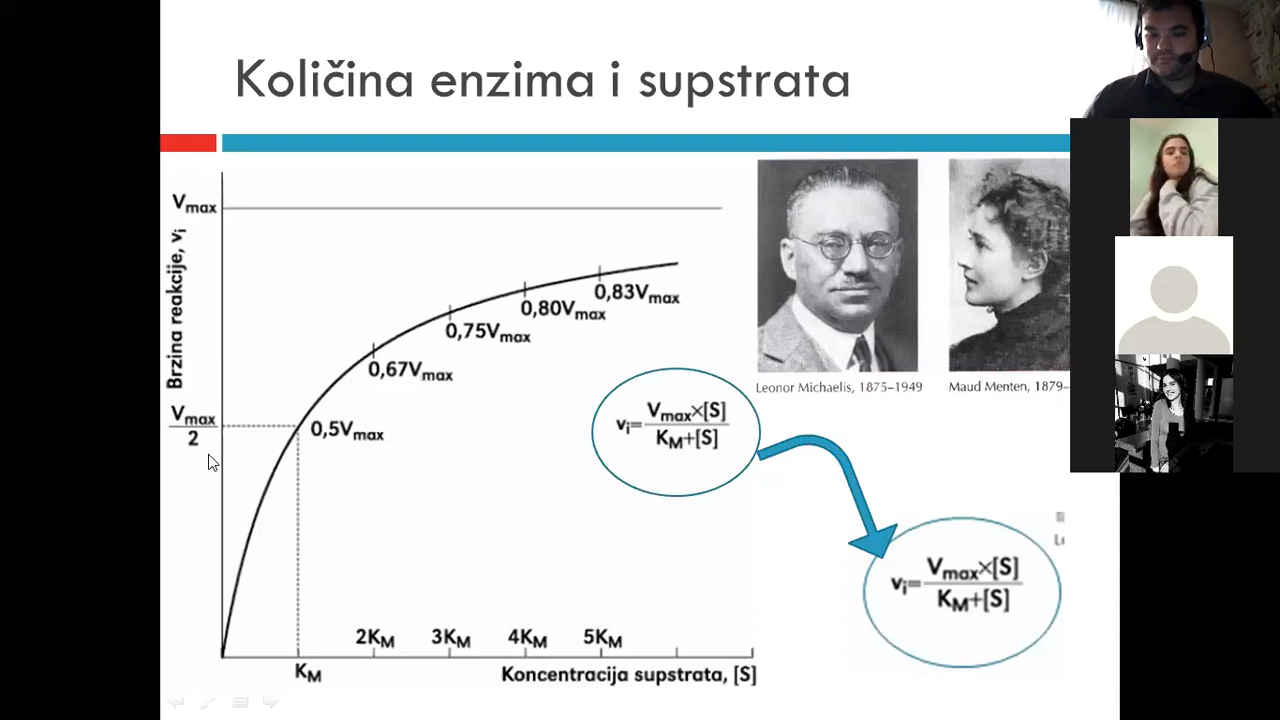 Količina enzima i supstrata
Vmax
Brzina reakcije, vi
Vmax
2
0,5Vmax
0,67Vmax
0,75Vmax
0,80Vmax
0,83Vmax
KM
2KM
3KM
4KM
5KM
Koncentracija supstrata, [S]
Leonor Michaelis, 1875–1949
Maud Menten, 1879–
vi=
Vmax×[S]
KM+[S]
vi=
Vmax×[S]
KM+[S]